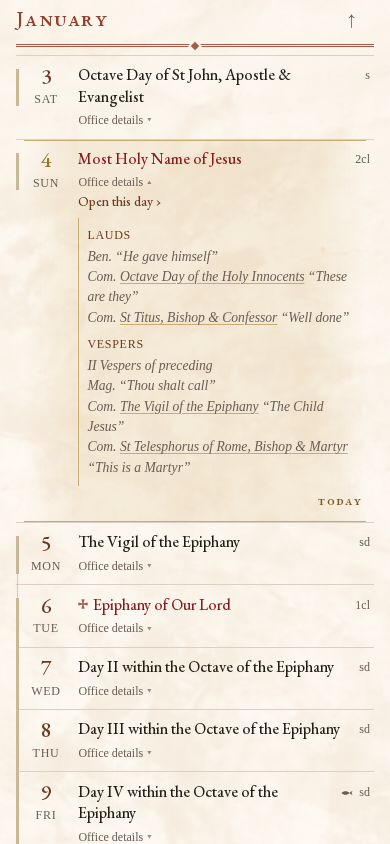 January ↑
3 Octave Day of St John, Apostle & s
SAT Evangelist
Office details ▾
4 Most Holy Name of Jesus 2cl
SUN Office details ▴
Open this day ›
LAUDS
Ben. “He gave himself”
Com. Octave Day of the Holy Innocents “These
are they”
Com. St Titus, Bishop & Confessor “Well done”
VESPERS
II Vespers of preceding
Mag. “Thou shalt call”
Com. The Vigil of the Epiphany “The Child
Jesus”
Com. St Telesphorus of Rome, Bishop & Martyr
“This is a Martyr”
TODAY
5 The Vigil of the Epiphany sd
MON Office details ▾
6 ✢ Epiphany of Our Lord 1cl
TUE Office details ▾
7 Day II within the Octave of the Epiphany sd
WED Office details ▾
8 Day III within the Octave of the Epiphany sd
THU Office details ▾
9 Day IV within the Octave of the sd
FRI Epiphany
Office details ▾